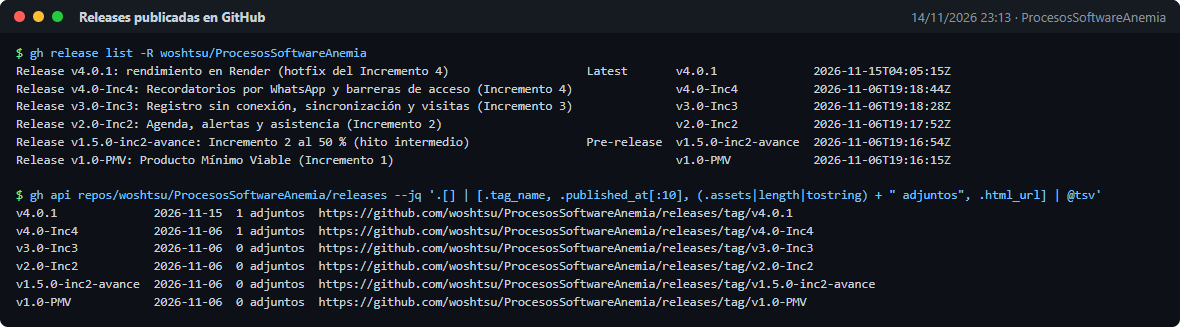 Releases publicadas en GitHub 14/11/2026 23:13 · ProcesosSoftwareAnemia
$ gh release list -R woshtsu/ProcesosSoftwareAnemia
Release v4.0.1: rendimiento en Render (hotfix del Incremento 4) Latest v4.0.1 2026-11-15T04:05:15Z
Release v4.0-Inc4: Recordatorios por WhatsApp y barreras de acceso (Incremento 4) v4.0-Inc4 2026-11-06T19:18:44Z
Release v3.0-Inc3: Registro sin conexión, sincronización y visitas (Incremento 3) v3.0-Inc3 2026-11-06T19:18:28Z
Release v2.0-Inc2: Agenda, alertas y asistencia (Incremento 2) v2.0-Inc2 2026-11-06T19:17:52Z
Release v1.5.0-inc2-avance: Incremento 2 al 50 % (hito intermedio) Pre-release v1.5.0-inc2-avance 2026-11-06T19:16:54Z
Release v1.0-PMV: Producto Mínimo Viable (Incremento 1) v1.0-PMV 2026-11-06T19:16:15Z
$ gh api repos/woshtsu/ProcesosSoftwareAnemia/releases --jq '.[] | [.tag_name, .published_at[:10], (.assets|length|tostring) + " adjuntos", .html_url] | @tsv'
v4.0.1 2026-11-15 1 adjuntos https://github.com/woshtsu/ProcesosSoftwareAnemia/releases/tag/v4.0.1
v4.0-Inc4 2026-11-06 1 adjuntos https://github.com/woshtsu/ProcesosSoftwareAnemia/releases/tag/v4.0-Inc4
v3.0-Inc3 2026-11-06 0 adjuntos https://github.com/woshtsu/ProcesosSoftwareAnemia/releases/tag/v3.0-Inc3
v2.0-Inc2 2026-11-06 0 adjuntos https://github.com/woshtsu/ProcesosSoftwareAnemia/releases/tag/v2.0-Inc2
v1.5.0-inc2-avance 2026-11-06 0 adjuntos https://github.com/woshtsu/ProcesosSoftwareAnemia/releases/tag/v1.5.0-inc2-avance
v1.0-PMV 2026-11-06 0 adjuntos https://github.com/woshtsu/ProcesosSoftwareAnemia/releases/tag/v1.0-PMV